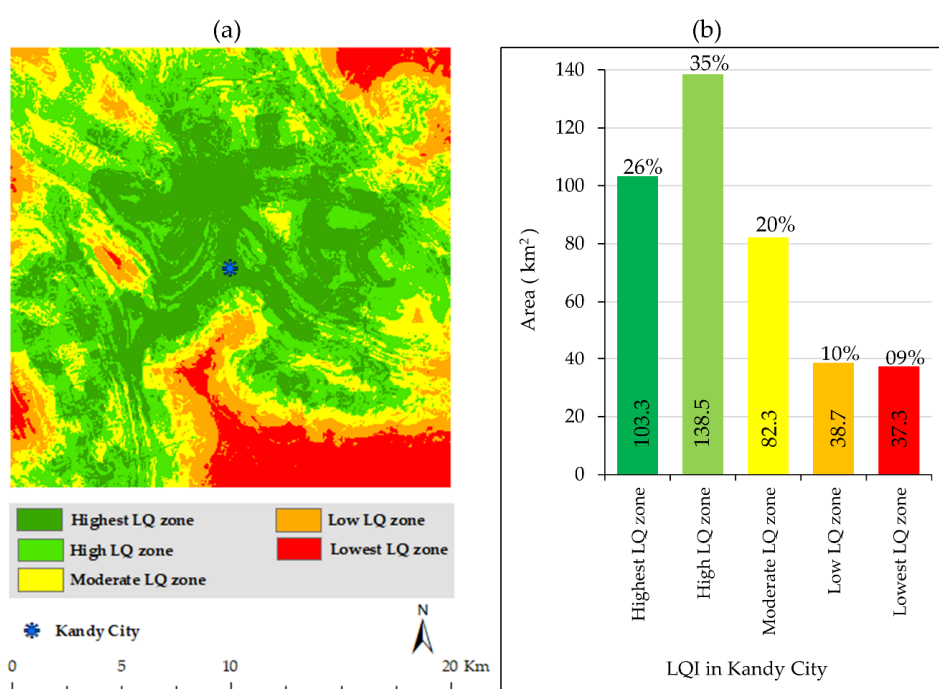 (a)
Highest LQ zone
High LQ zone
Moderate LQ zone
Low LQ zone
Lowest LQ zone
Kandy City
N
0 5 10 20 Km
(b)
Area ( km²)
140
120
100
80
60
40
20
0
26%
35%
20%
10%
09%
103.3
138.5
82.3
38.7
37.3
Highest LQ zone
High LQ zone
Moderate LQ zone
Low LQ zone
Lowest LQ zone
LQI in Kandy City